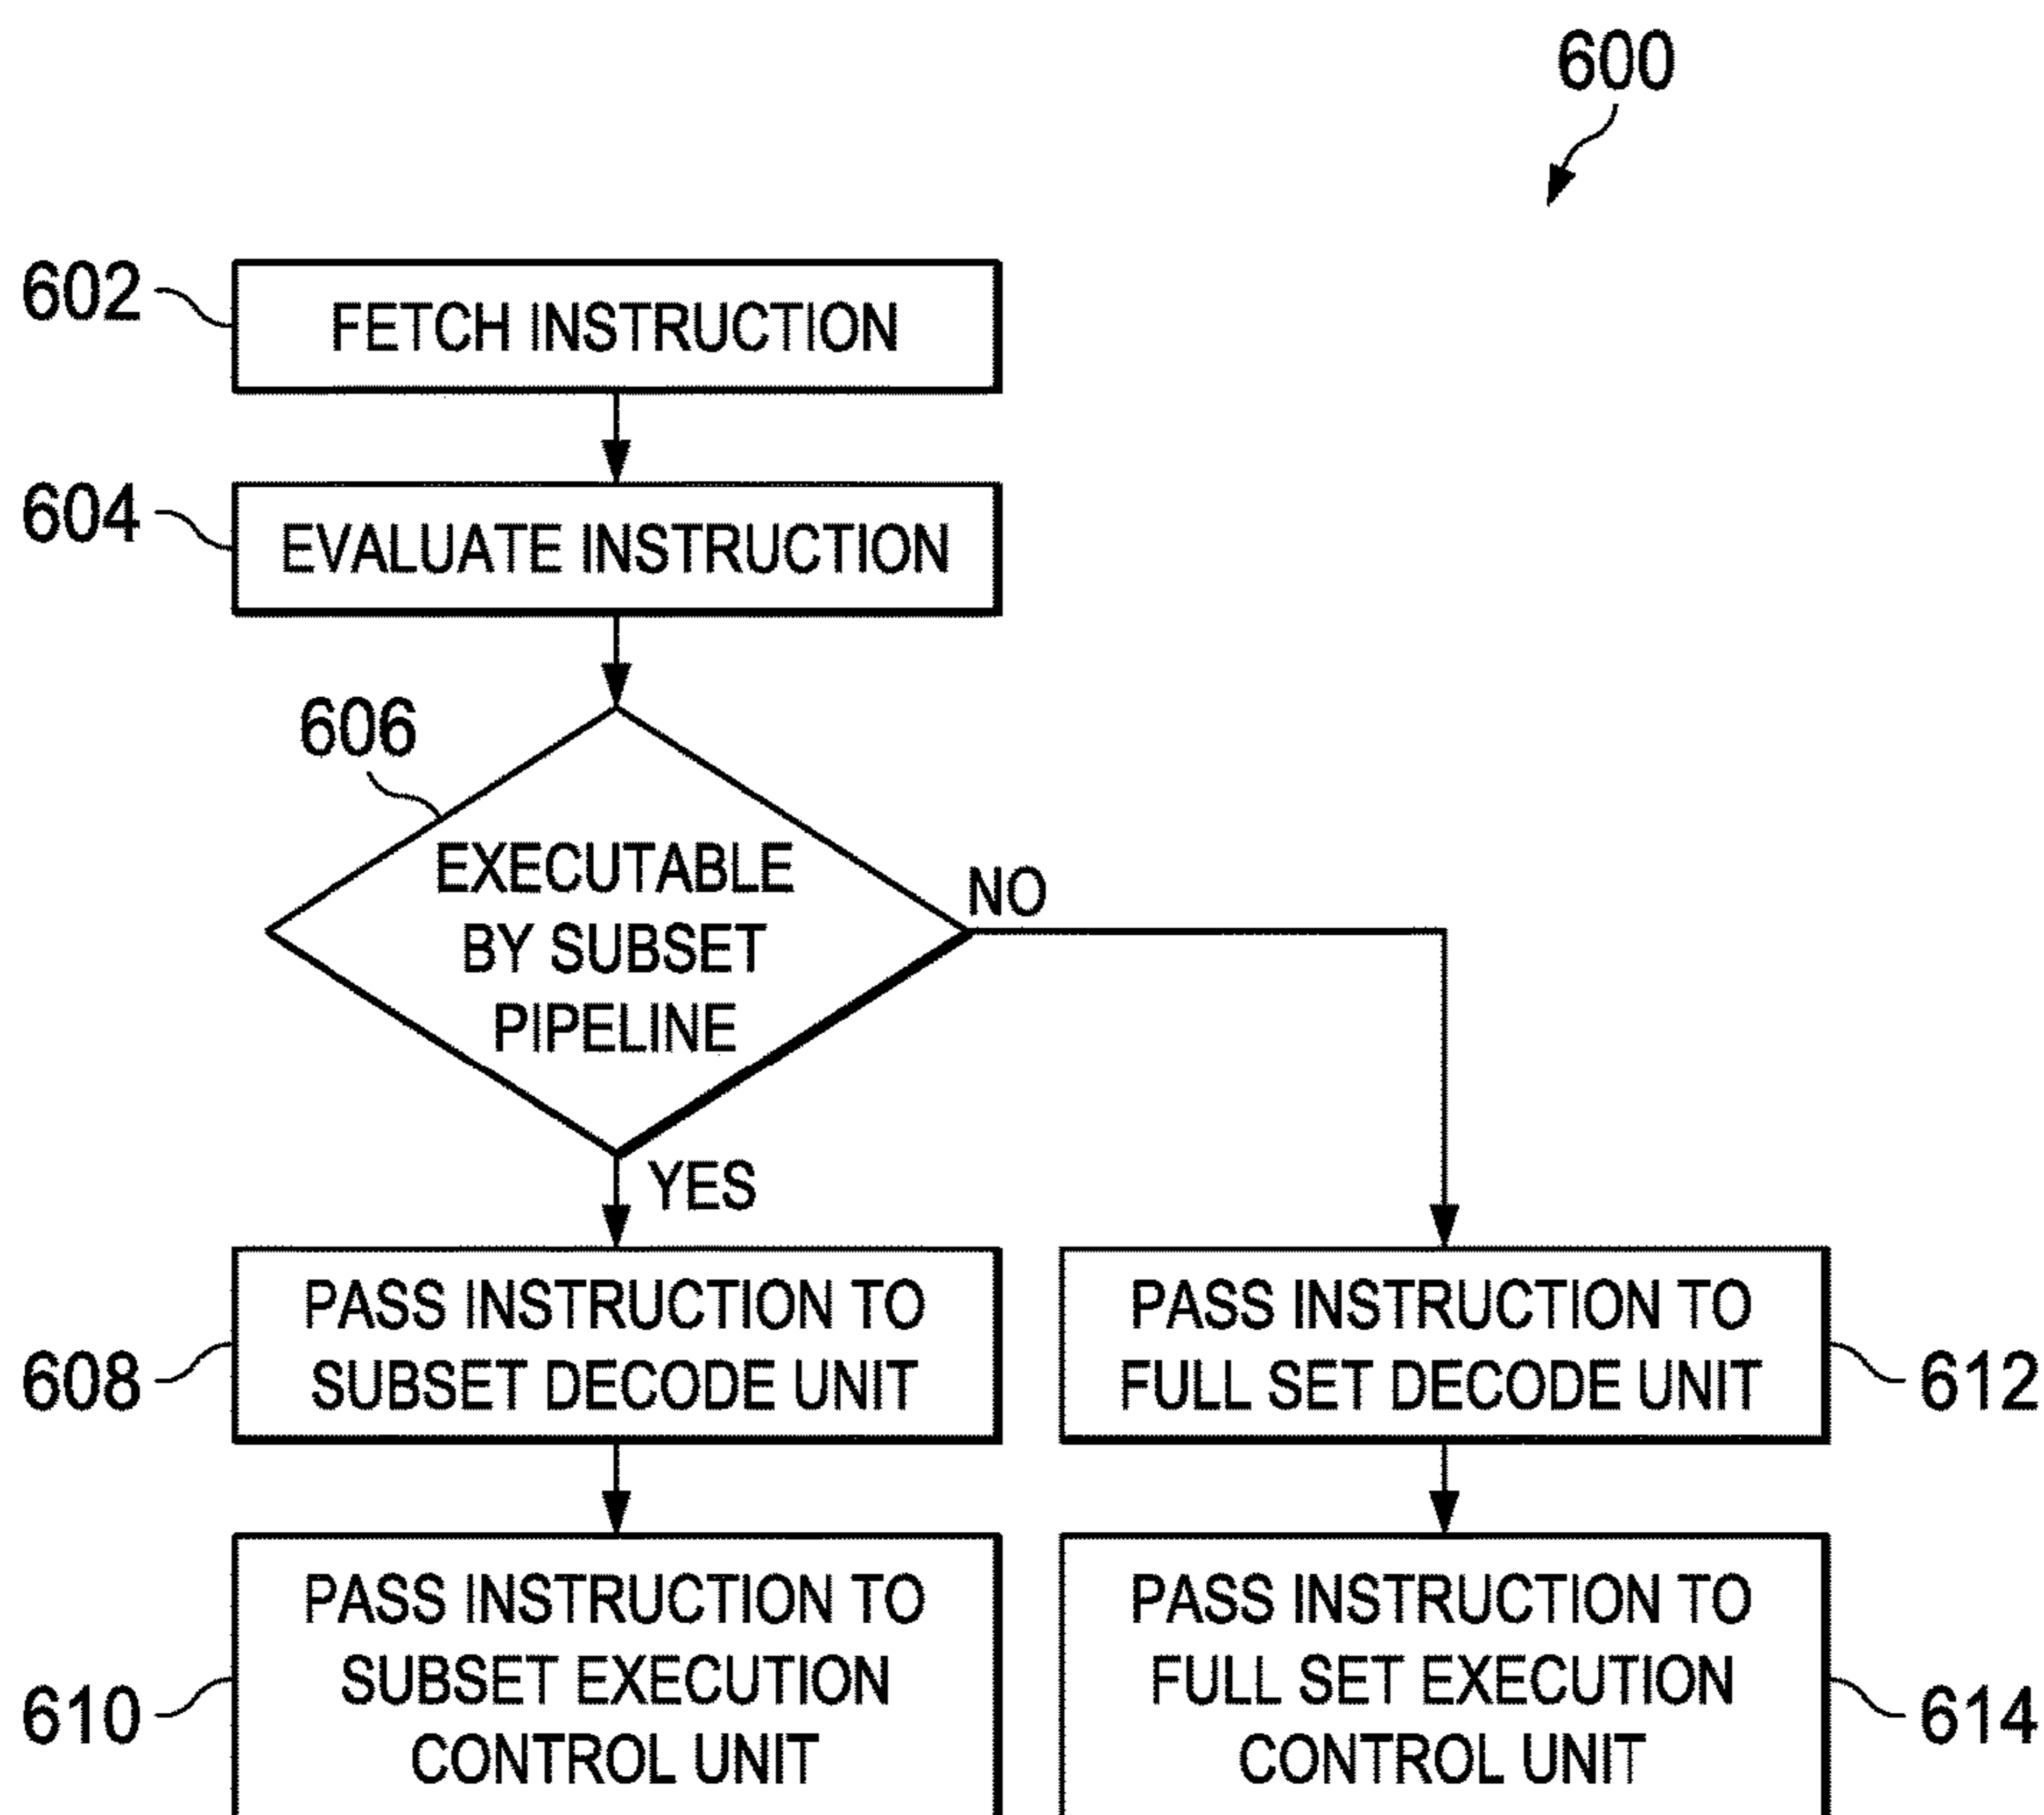 600
602
FETCH INSTRUCTION
604
EVALUATE INSTRUCTION
606
EXECUTABLE
BY SUBSET
PIPELINE
NO
YES
608
PASS INSTRUCTION TO
SUBSET DECODE UNIT
PASS INSTRUCTION TO
FULL SET DECODE UNIT
612
610
PASS INSTRUCTION TO
SUBSET EXECUTION
CONTROL UNIT
PASS INSTRUCTION TO
FULL SET EXECUTION
CONTROL UNIT
614